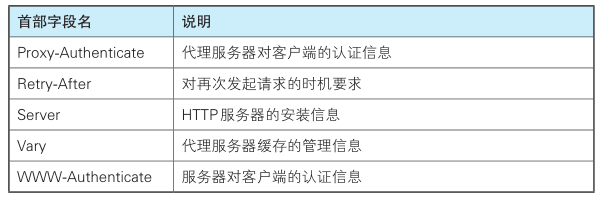 首部字段名 说明
Proxy-Authenticate 代理服务器对客户端的认证信息
Retry-After 对再次发起请求的时机要求
Server HTTP服务器的安装信息
Vary 代理服务器缓存的管理信息
WWW-Authenticate 服务器对客户端的认证信息